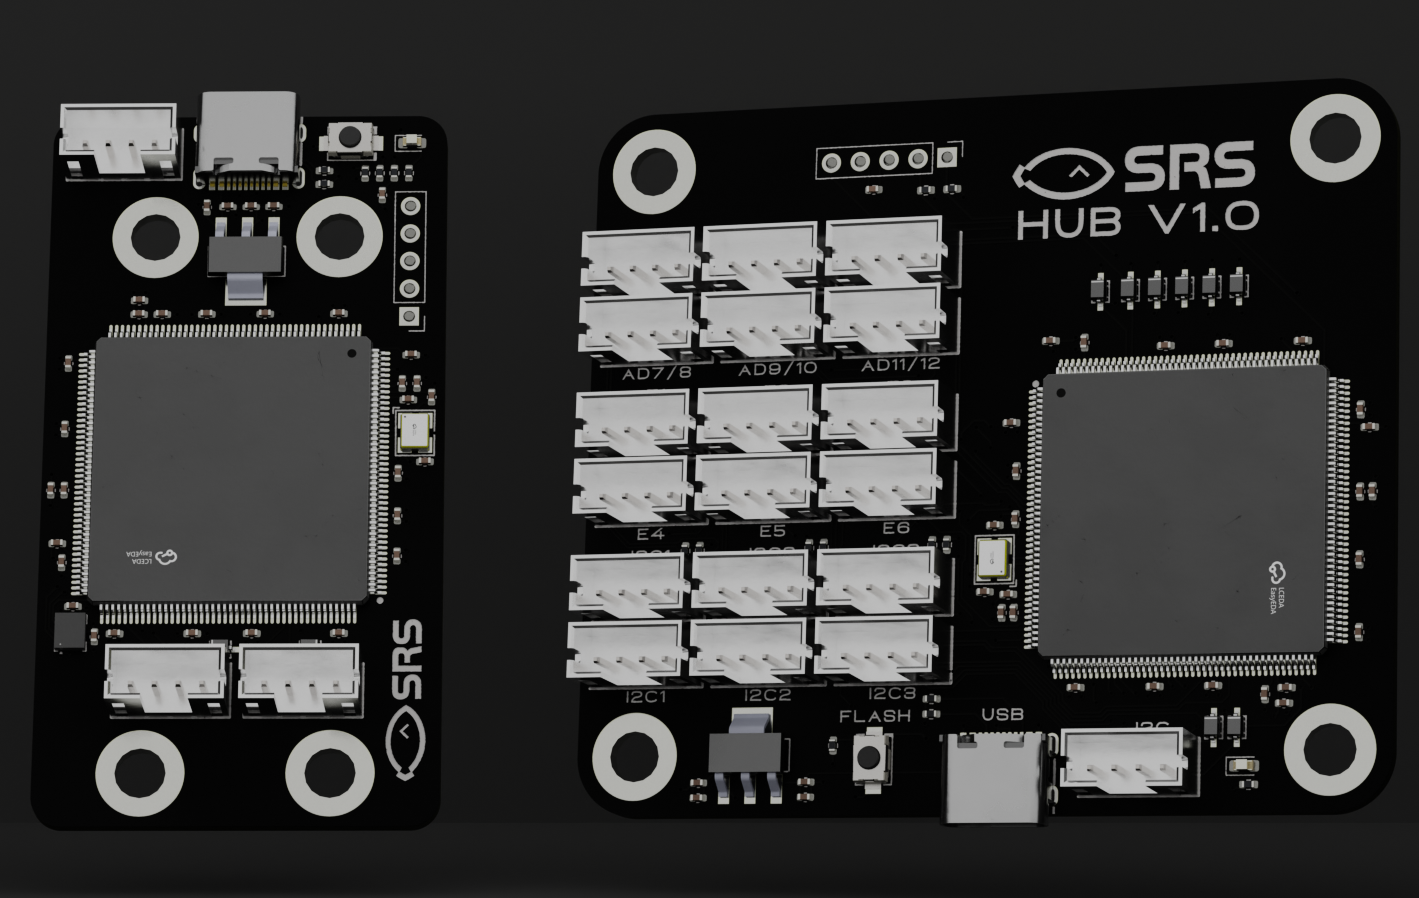 LCEDA
EasyEDA
SRS
SRS
HUB V1.0
AD7/8
AD9/10
AD11/12
E4
E5
E6
I2C1
I2C2
I2C3
FLASH
USB
I2C
LCEDA
EasyEDA